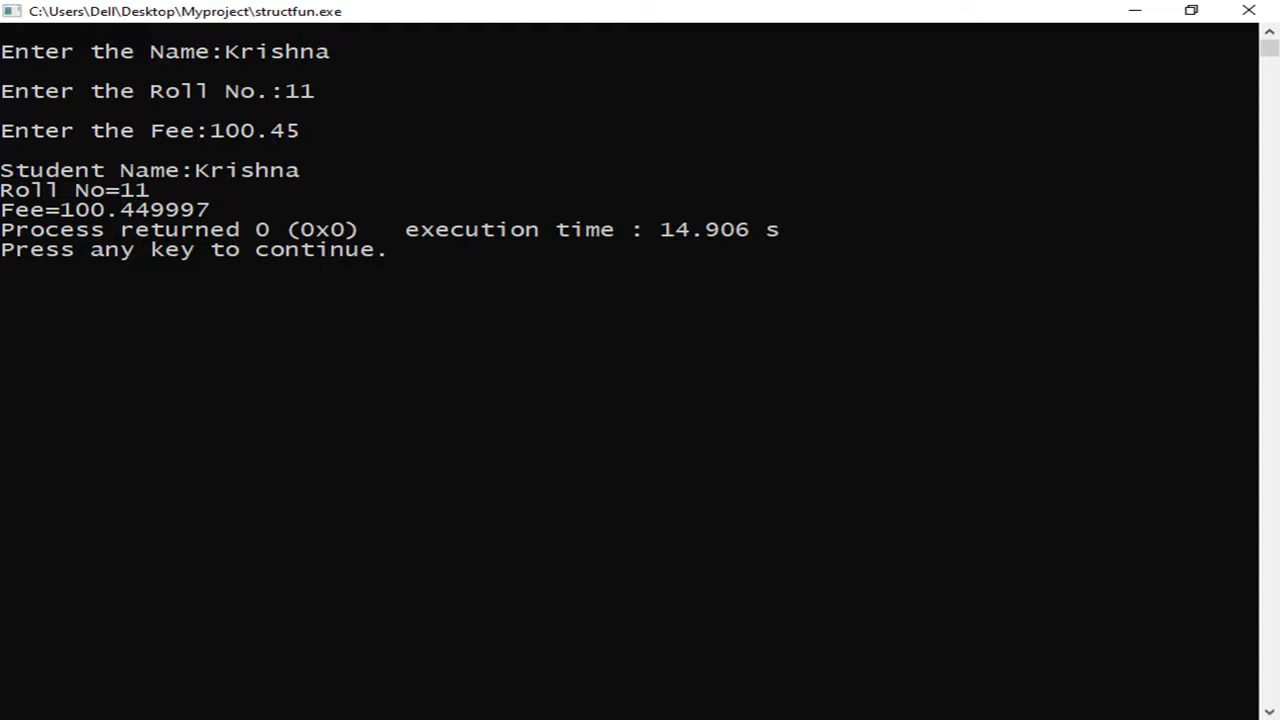 C:\Users\Dell\Desktop\Myproject\structfun.exe
Enter the Name:Krishna
Enter the Roll No.:11
Enter the Fee:100.45
Student Name:Krishna
Roll No=11
Fee=100.449997
Process returned 0 (0x0)   execution time : 14.906 s
Press any key to continue.